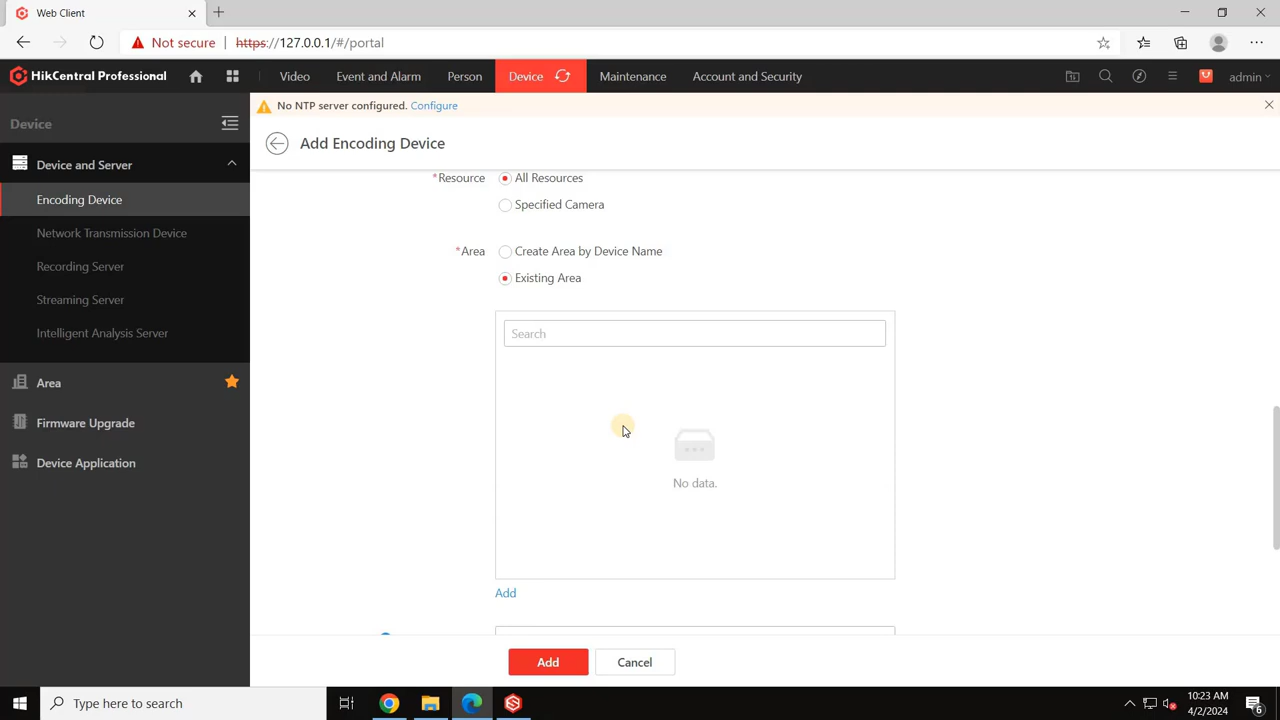 Web Client
Not secure https://127.0.0.1/#/portal
HikCentral Professional Video Event and Alarm Person Device Maintenance Account and Security admin
No NTP server configured. Configure
Device
Add Encoding Device
Device and Server
Encoding Device
Network Transmission Device
Recording Server
Streaming Server
Intelligent Analysis Server
Area
Firmware Upgrade
Device Application
*Resource All Resources
Specified Camera
*Area Create Area by Device Name
Existing Area
Search
No data.
Add
Add Cancel
Type here to search
10:23 AM
4/2/2024
6